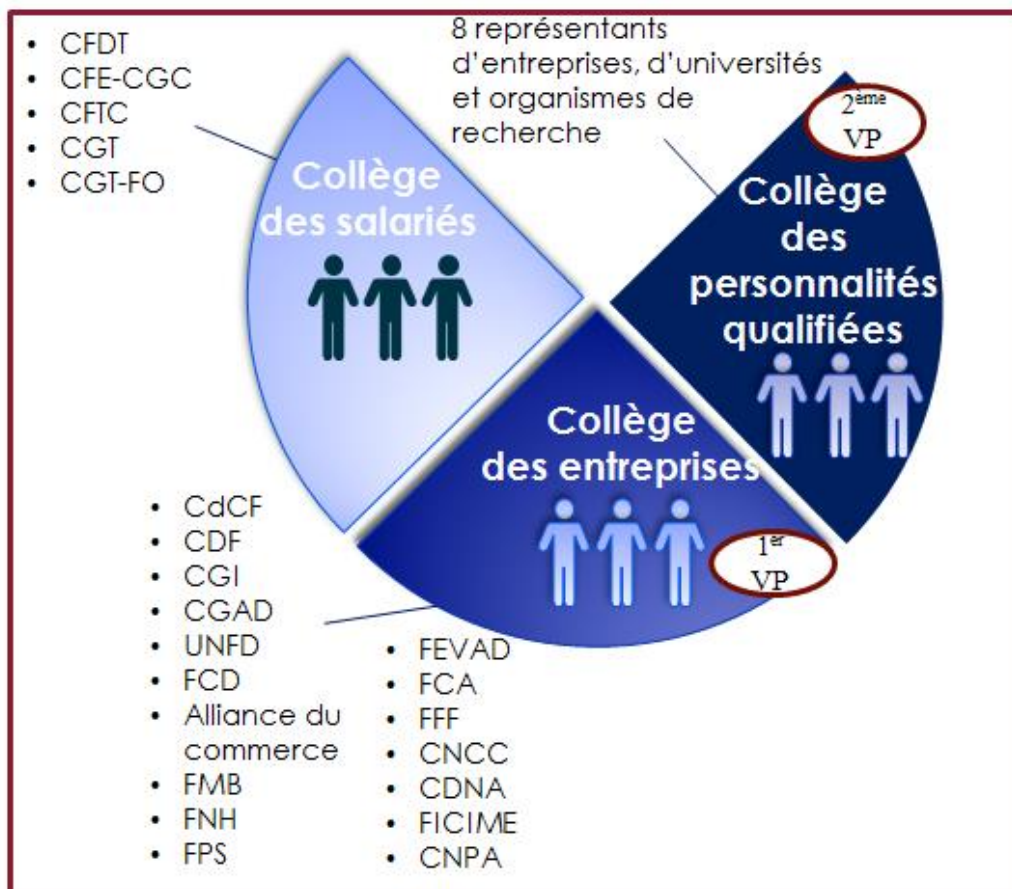 • CFDT
• CFE-CGC
• CFTC
• CGT
• CGT-FO
8 représentants
d'entreprises, d'universités
et organismes de
recherche
2ème
VP
Collège
des salariés
Collège
des
personnalités
qualifiées
Collège
des entreprises
1er
VP
• CdCF
• CDF
• CGI
• CGAD
• UNFD
• FCD
• Alliance du
commerce
• FMB
• FNH
• FPS
• FEVAD
• FCA
• FFF
• CNCC
• CDNA
• FICIME
• CNPA